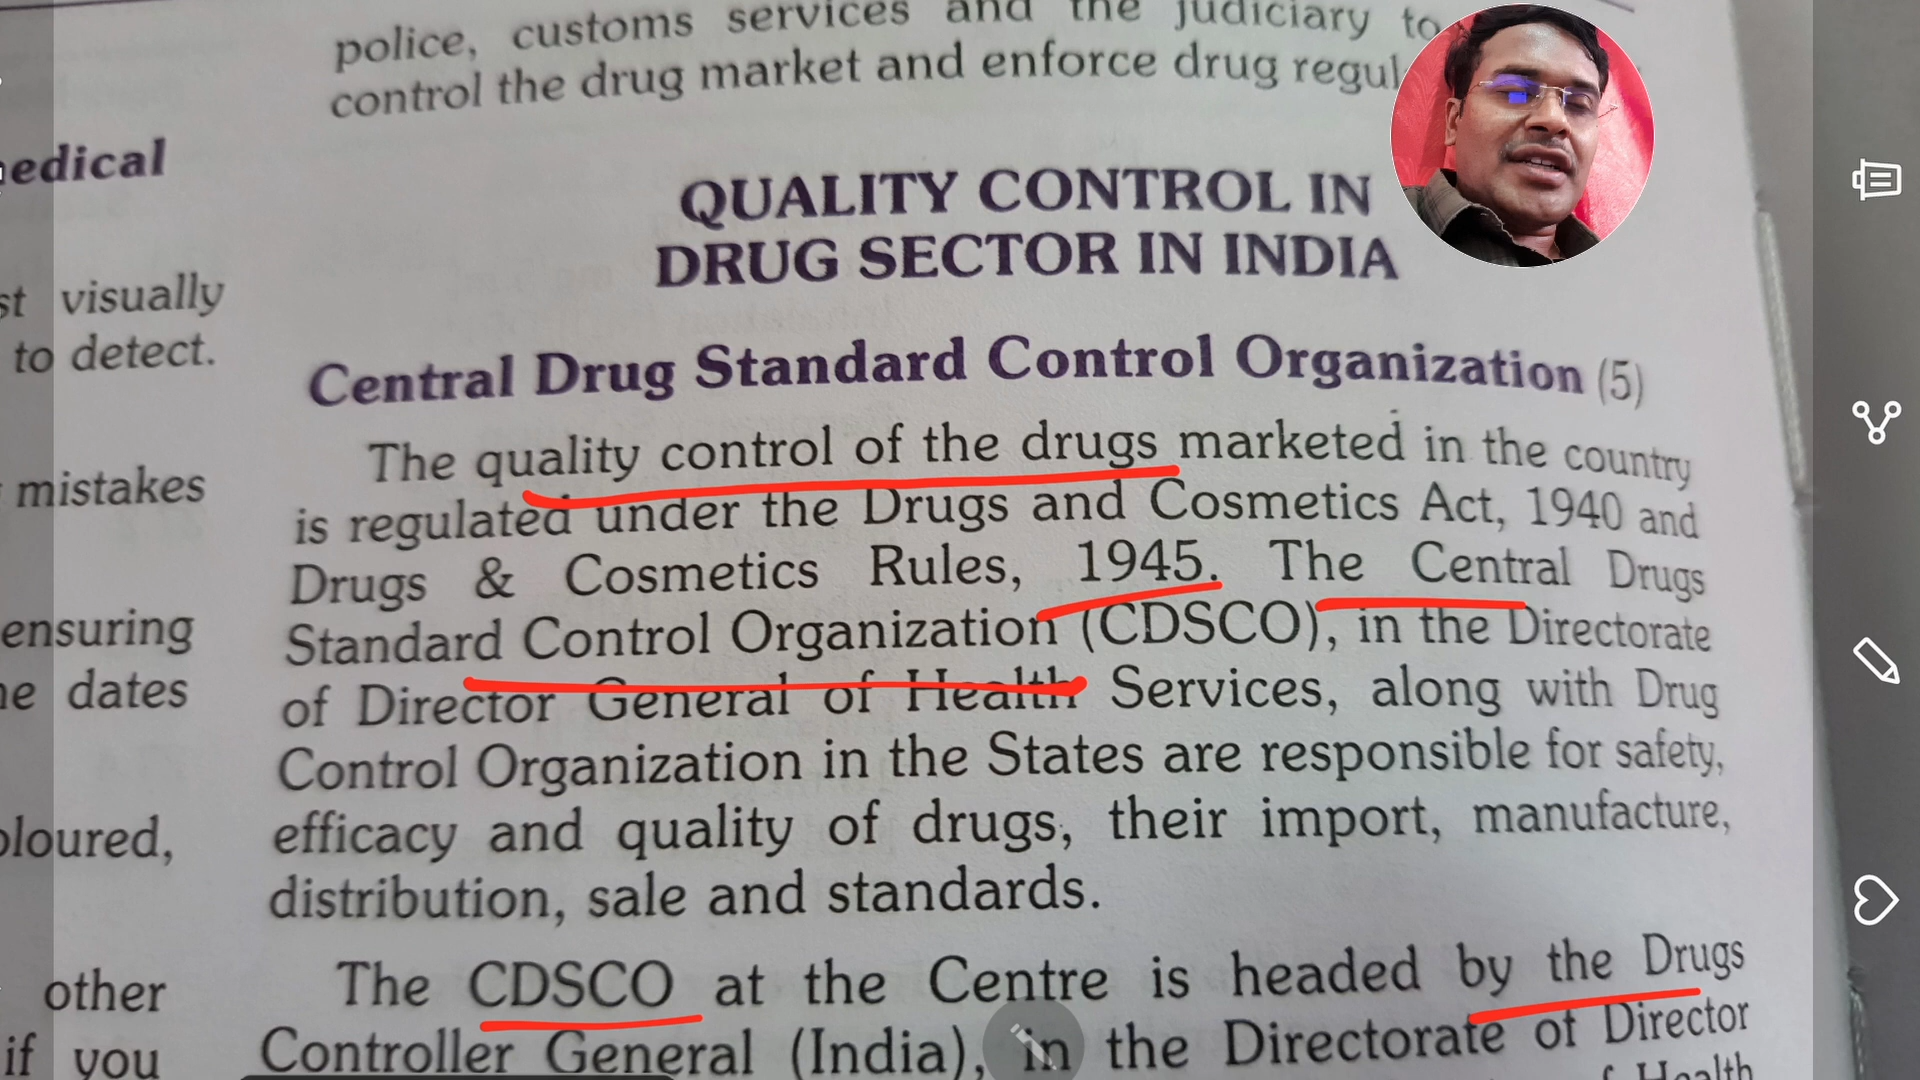 police, customs services and the judiciary to
control the drug market and enforce drug regul
edical
QUALITY CONTROL IN
DRUG SECTOR IN INDIA
st visually
to detect.
Central Drug Standard Control Organization (5)
The quality control of the drugs marketed in the country
is regulated under the Drugs and Cosmetics Act, 1940 and
Drugs & Cosmetics Rules, 1945. The Central Drugs
Standard Control Organization (CDSCO), in the Directorate
of Director General of Health Services, along with Drug
Control Organization in the States are responsible for safety,
efficacy and quality of drugs, their import, manufacture,
distribution, sale and standards.
The CDSCO at the Centre is headed by the Drugs
Controller General (India), in the Directorate of Director
Health
mistakes
ensuring
dates
oloured,
other
if you